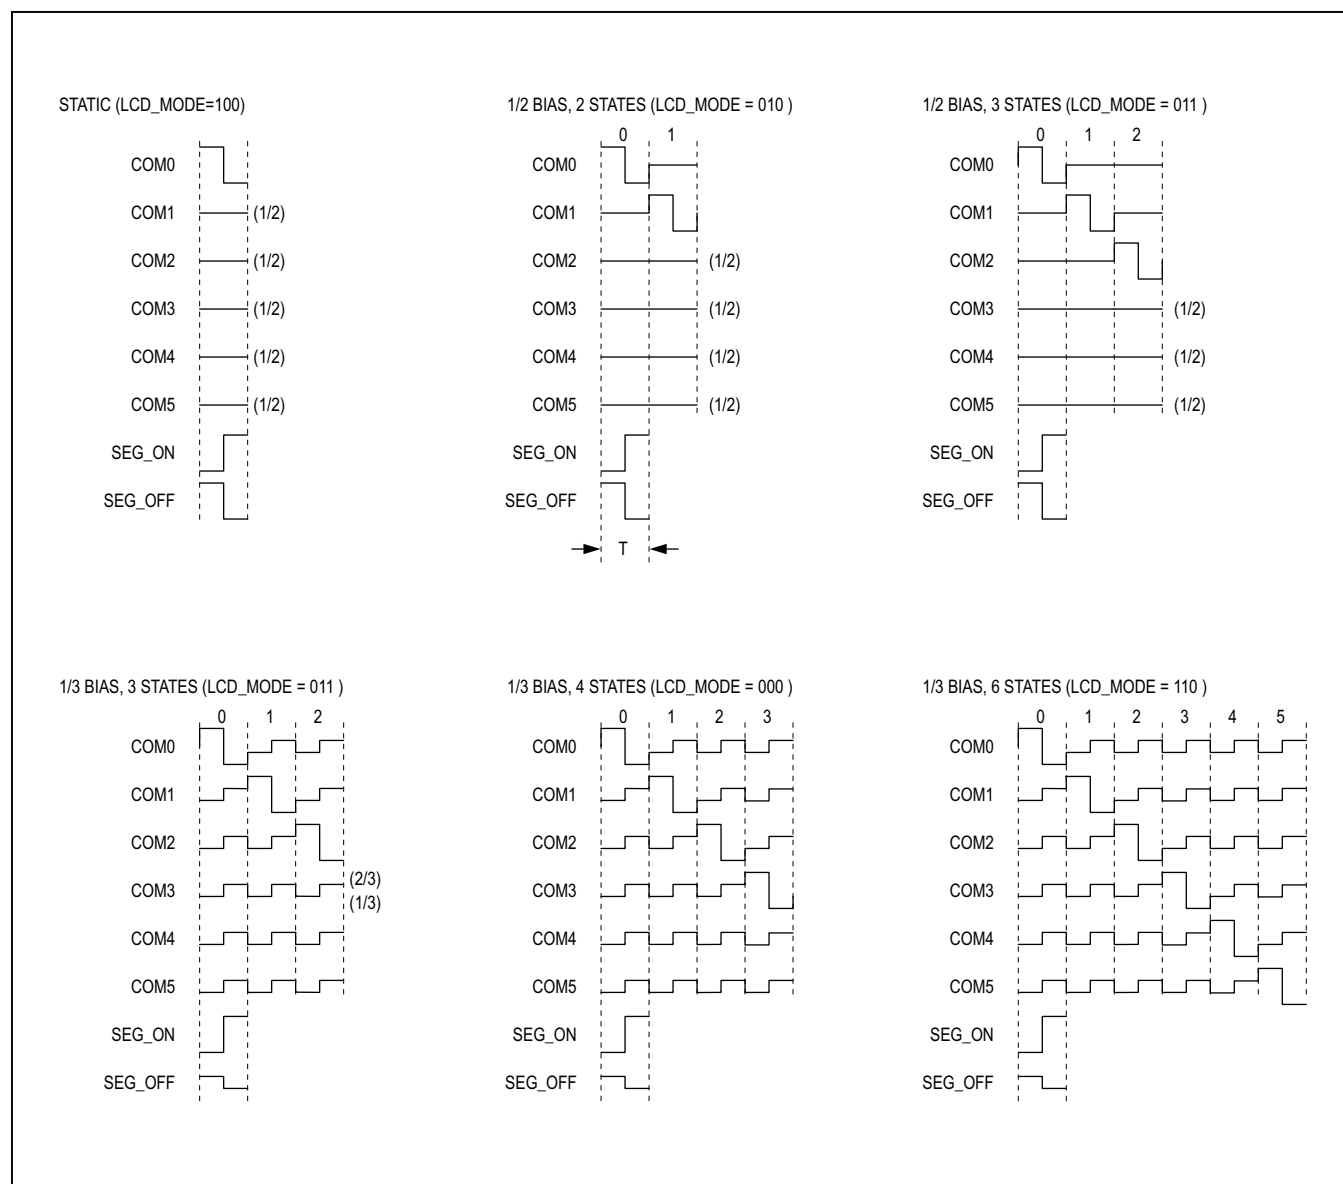 STATIC (LCD_MODE=100)
COM0
COM1 (1/2)
COM2 (1/2)
COM3 (1/2)
COM4 (1/2)
COM5 (1/2)
SEG_ON
SEG_OFF
1/2 BIAS, 2 STATES (LCD_MODE = 010 )
0 1
COM0
COM1
COM2 (1/2)
COM3 (1/2)
COM4 (1/2)
COM5 (1/2)
SEG_ON
SEG_OFF
T
1/2 BIAS, 3 STATES (LCD_MODE = 011 )
0 1 2
COM0
COM1
COM2
COM3 (1/2)
COM4 (1/2)
COM5 (1/2)
SEG_ON
SEG_OFF
1/3 BIAS, 3 STATES (LCD_MODE = 011 )
0 1 2
COM0
COM1
COM2
(2/3)
COM3
(1/3)
COM4
COM5
SEG_ON
SEG_OFF
1/3 BIAS, 4 STATES (LCD_MODE = 000 )
0 1 2 3
COM0
COM1
COM2
COM3
COM4
COM5
SEG_ON
SEG_OFF
1/3 BIAS, 6 STATES (LCD_MODE = 110 )
0 1 2 3 4 5
COM0
COM1
COM2
COM3
COM4
COM5
SEG_ON
SEG_OFF